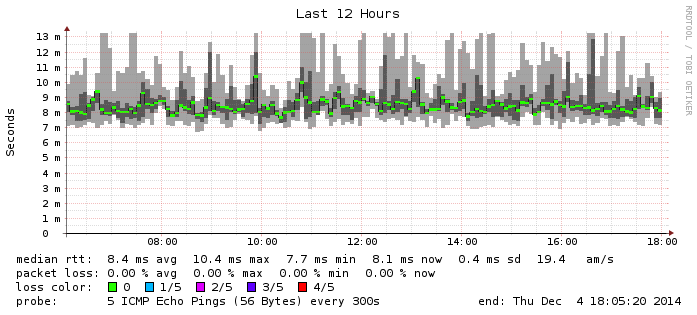 Last 12 Hours
RRDTOOL / TOBI OETIKER
Seconds
13 m
12 m
11 m
10 m
9 m
8 m
7 m
6 m
5 m
4 m
3 m
2 m
1 m
0
08:00 10:00 12:00 14:00 16:00 18:00
median rtt: 8.4 ms avg 10.4 ms max 7.7 ms min 8.1 ms now 0.4 ms sd 19.4 am/s
packet loss: 0.00 % avg 0.00 % max 0.00 % min 0.00 % now
loss color: 0 1/5 2/5 3/5 4/5
probe: 5 ICMP Echo Pings (56 Bytes) every 300s end: Thu Dec 4 18:05:20 2014